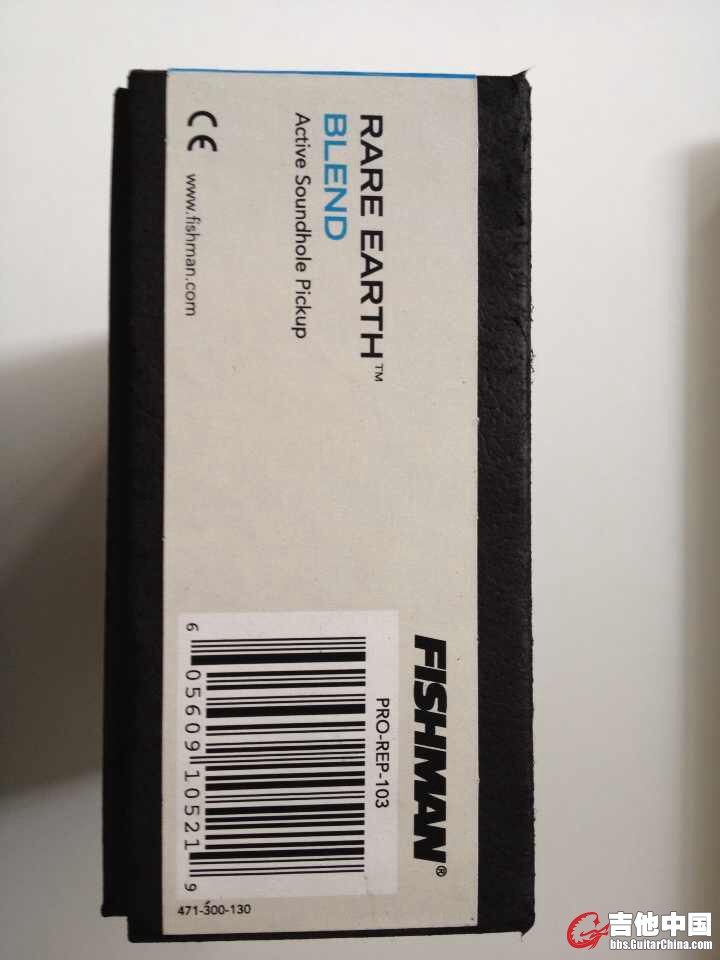 RARE EARTH™
BLEND
Active Soundhole Pickup
CE www.fishman.com
FISHMAN®
PRO-REP-103
6 05609 10521 9
471-300-130
吉他中国
bbs.GuitarChina.com